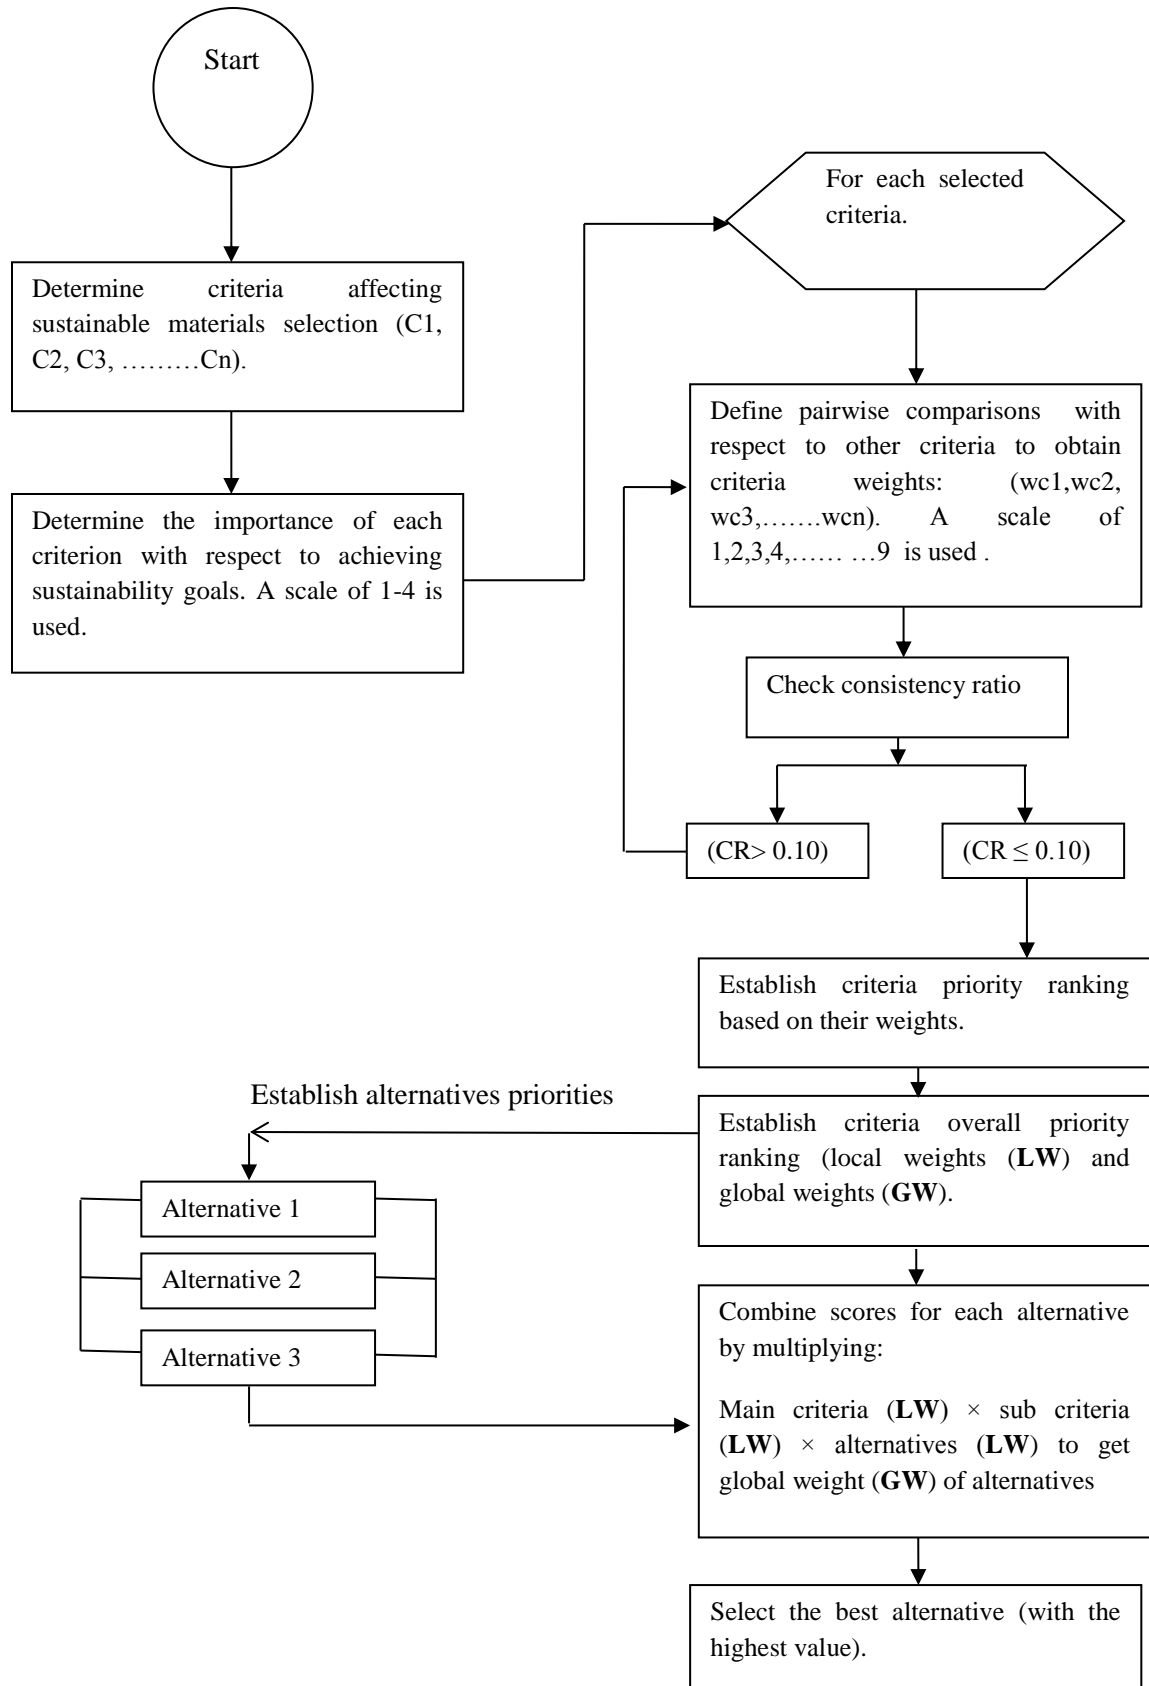 Start
Determine criteria affecting
sustainable materials selection (C1,
C2, C3, ………Cn).
Determine the importance of each
criterion with respect to achieving
sustainability goals. A scale of 1-4 is
used.
For each selected
criteria.
Define pairwise comparisons with
respect to other criteria to obtain
criteria weights: (wc1,wc2,
wc3,…….wcn). A scale of
1,2,3,4,…… …9 is used .
Check consistency ratio
(CR> 0.10)
(CR ≤ 0.10)
Establish criteria priority ranking
based on their weights.
Establish criteria overall priority
ranking (local weights (LW) and
global weights (GW).
Establish alternatives priorities
Alternative 1
Alternative 2
Alternative 3
Combine scores for each alternative
by multiplying:
Main criteria (LW) × sub criteria
(LW) × alternatives (LW) to get
global weight (GW) of alternatives
Select the best alternative (with the
highest value).